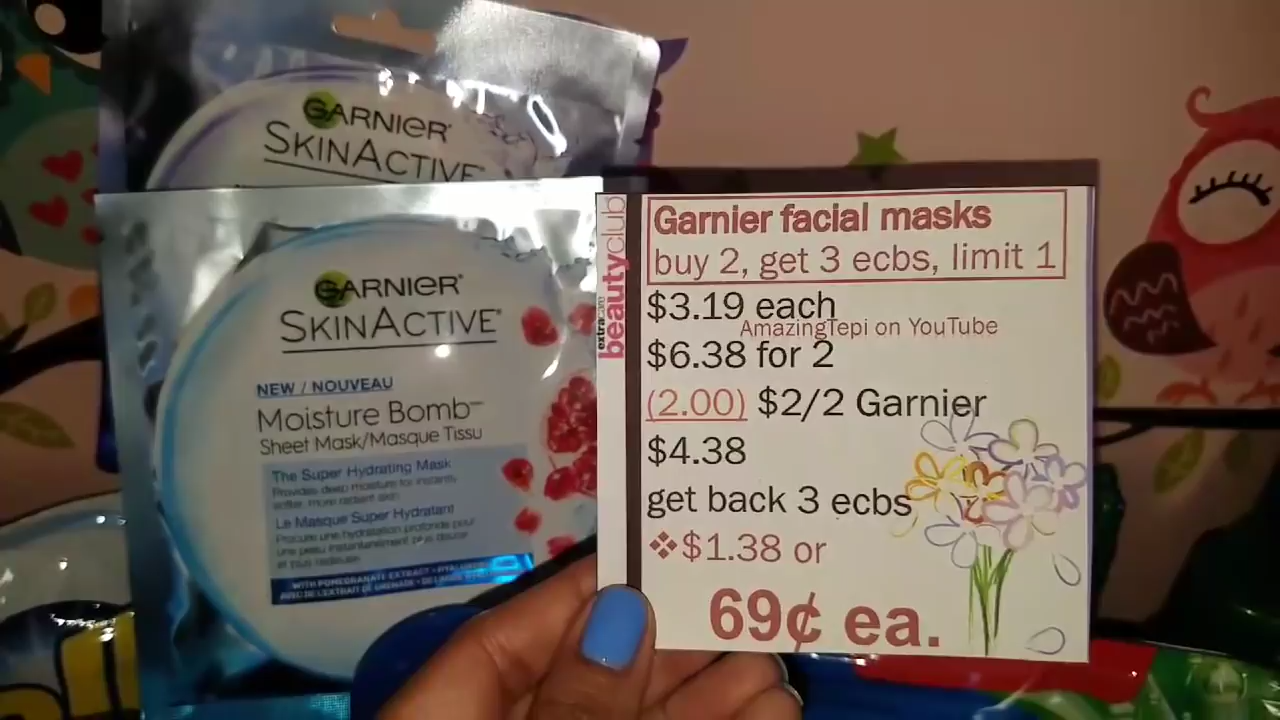 GARNIER
SKINACTIVE
GARNIER
SKINACTIVE
NEW / NOUVEAU
Moisture Bomb
Sheet Mask/Masque Tissu
The Super Hydrating Mask
Provides deep moisture for instantly
softer, more radiant skin
Le Masque Super Hydratant
Procure une hydratation profonde pour
une peau instantanément plus douce
et plus radieuse
WITH POMEGRANATE EXTRACT
AVEC DE L'EXTRAIT DE GRENADE
extracare
beautyclub
Garnier facial masks
buy 2, get 3 ecbs, limit 1
$3.19 each
AmazingTepi on YouTube
$6.38 for 2
(2.00) $2/2 Garnier
$4.38
get back 3 ecbs
❖$1.38 or
69¢ ea.